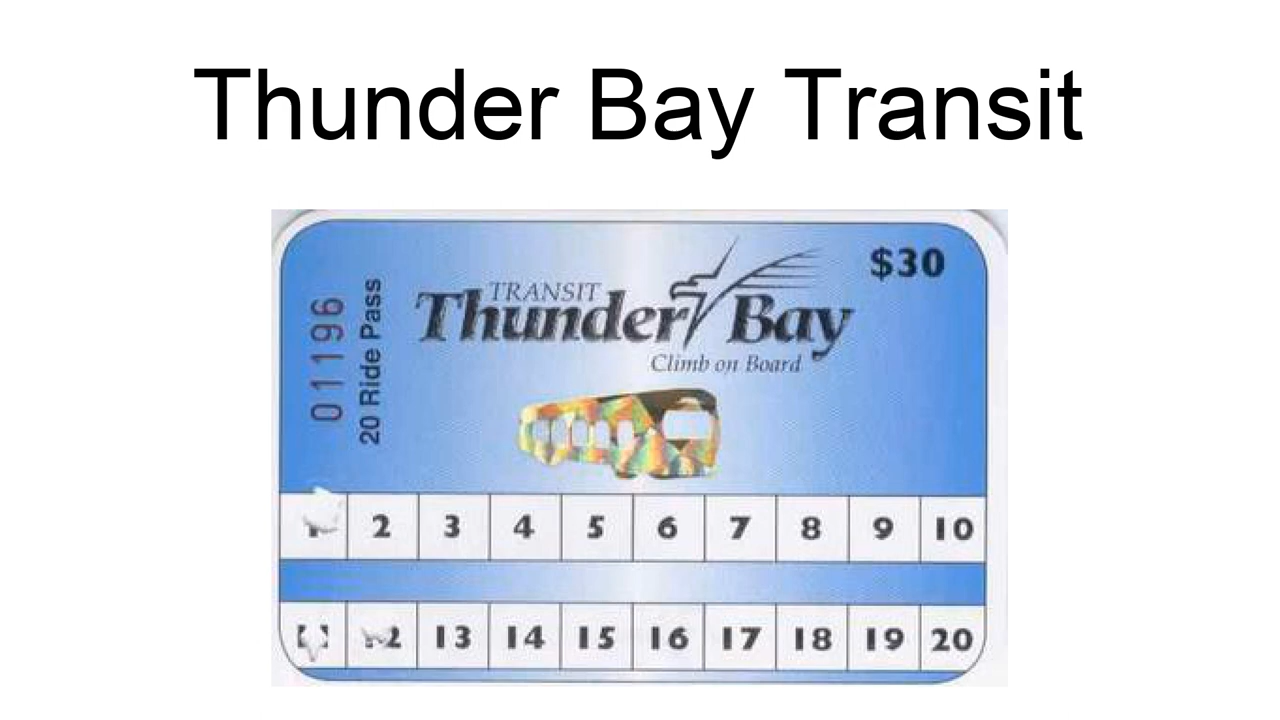 Thunder Bay Transit
$30
01196
20 Ride Pass
TRANSIT
Thunder Bay
Climb on Board
2 3 4 5 6 7 8 9 10
13 14 15 16 17 18 19 20